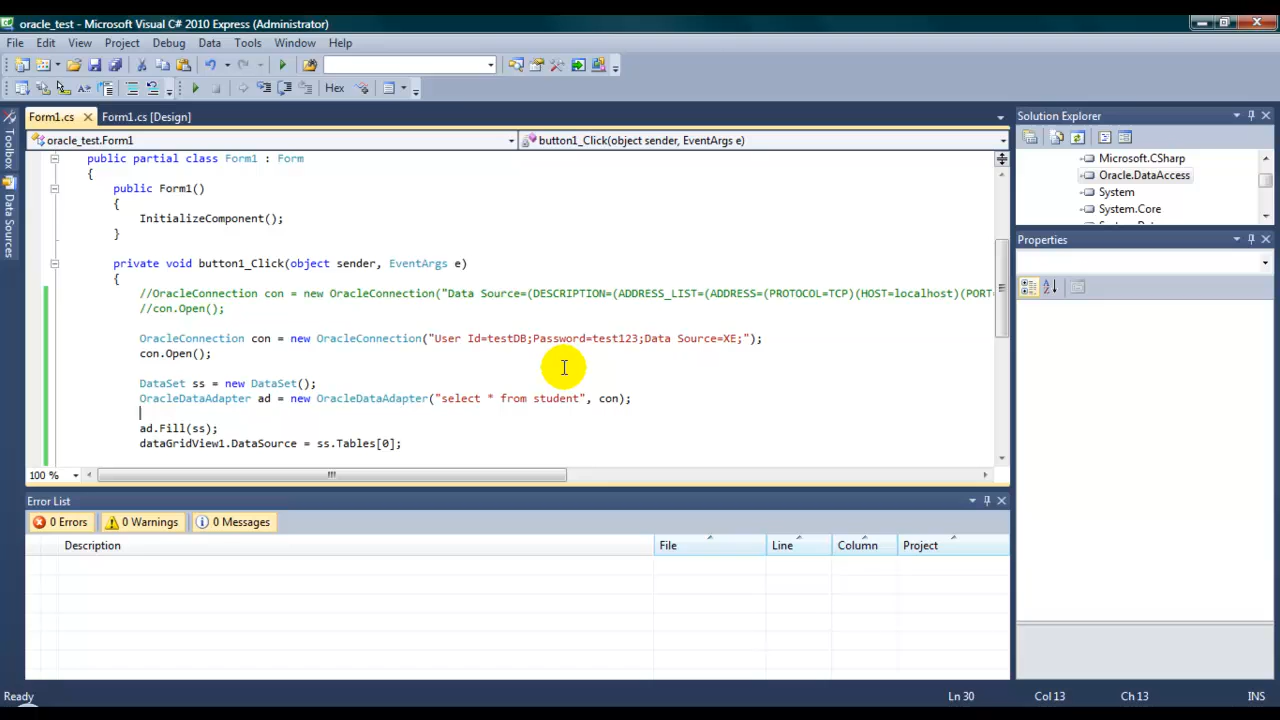 oracle_test - Microsoft Visual C# 2010 Express (Administrator)
File Edit View Project Debug Data Tools Window Help
Hex
Form1.cs Form1.cs [Design]
oracle_test.Form1 button1_Click(object sender, EventArgs e)
public partial class Form1 : Form
{
public Form1()
{
InitializeComponent();
}
private void button1_Click(object sender, EventArgs e)
{
//OracleConnection con = new OracleConnection("Data Source=(DESCRIPTION=(ADDRESS_LIST=(ADDRESS=(PROTOCOL=TCP)(HOST=localhost)(PORT=
//con.Open();
OracleConnection con = new OracleConnection("User Id=testDB;Password=test123;Data Source=XE;");
con.Open();
DataSet ss = new DataSet();
OracleDataAdapter ad = new OracleDataAdapter("select * from student", con);
ad.Fill(ss);
dataGridView1.DataSource = ss.Tables[0];
100 %
Toolbox
Data Sources
Solution Explorer
Microsoft.CSharp
Oracle.DataAccess
System
System.Core
Properties
Error List
0 Errors 0 Warnings 0 Messages
Description File Line Column Project
Ready Ln 30 Col 13 Ch 13 INS